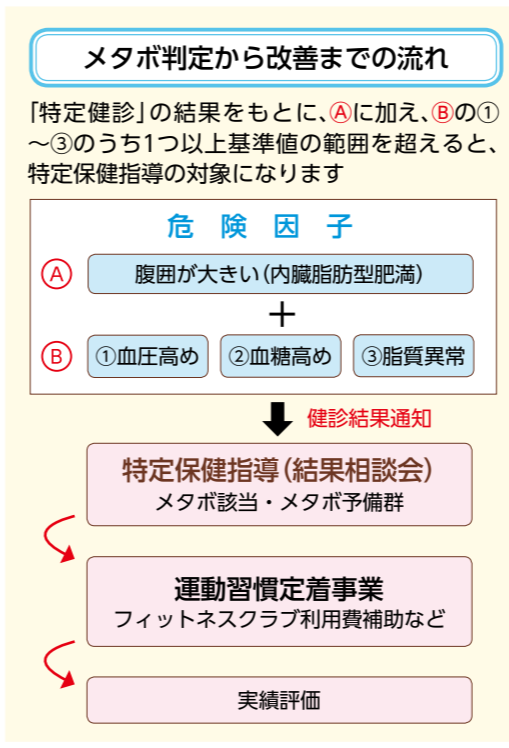 メタボ判定から改善までの流れ
「特定健診」の結果をもとに、Ⓐに加え、Ⓑの①
～③のうち1つ以上基準値の範囲を超えると、
特定保健指導の対象になります
危険因子
Ⓐ 腹囲が大きい（内臓脂肪型肥満）
＋
Ⓑ ①血圧高め ②血糖高め ③脂質異常
健診結果通知
特定保健指導（結果相談会）
メタボ該当・メタボ予備群
運動習慣定着事業
フィットネスクラブ利用費補助など
実績評価